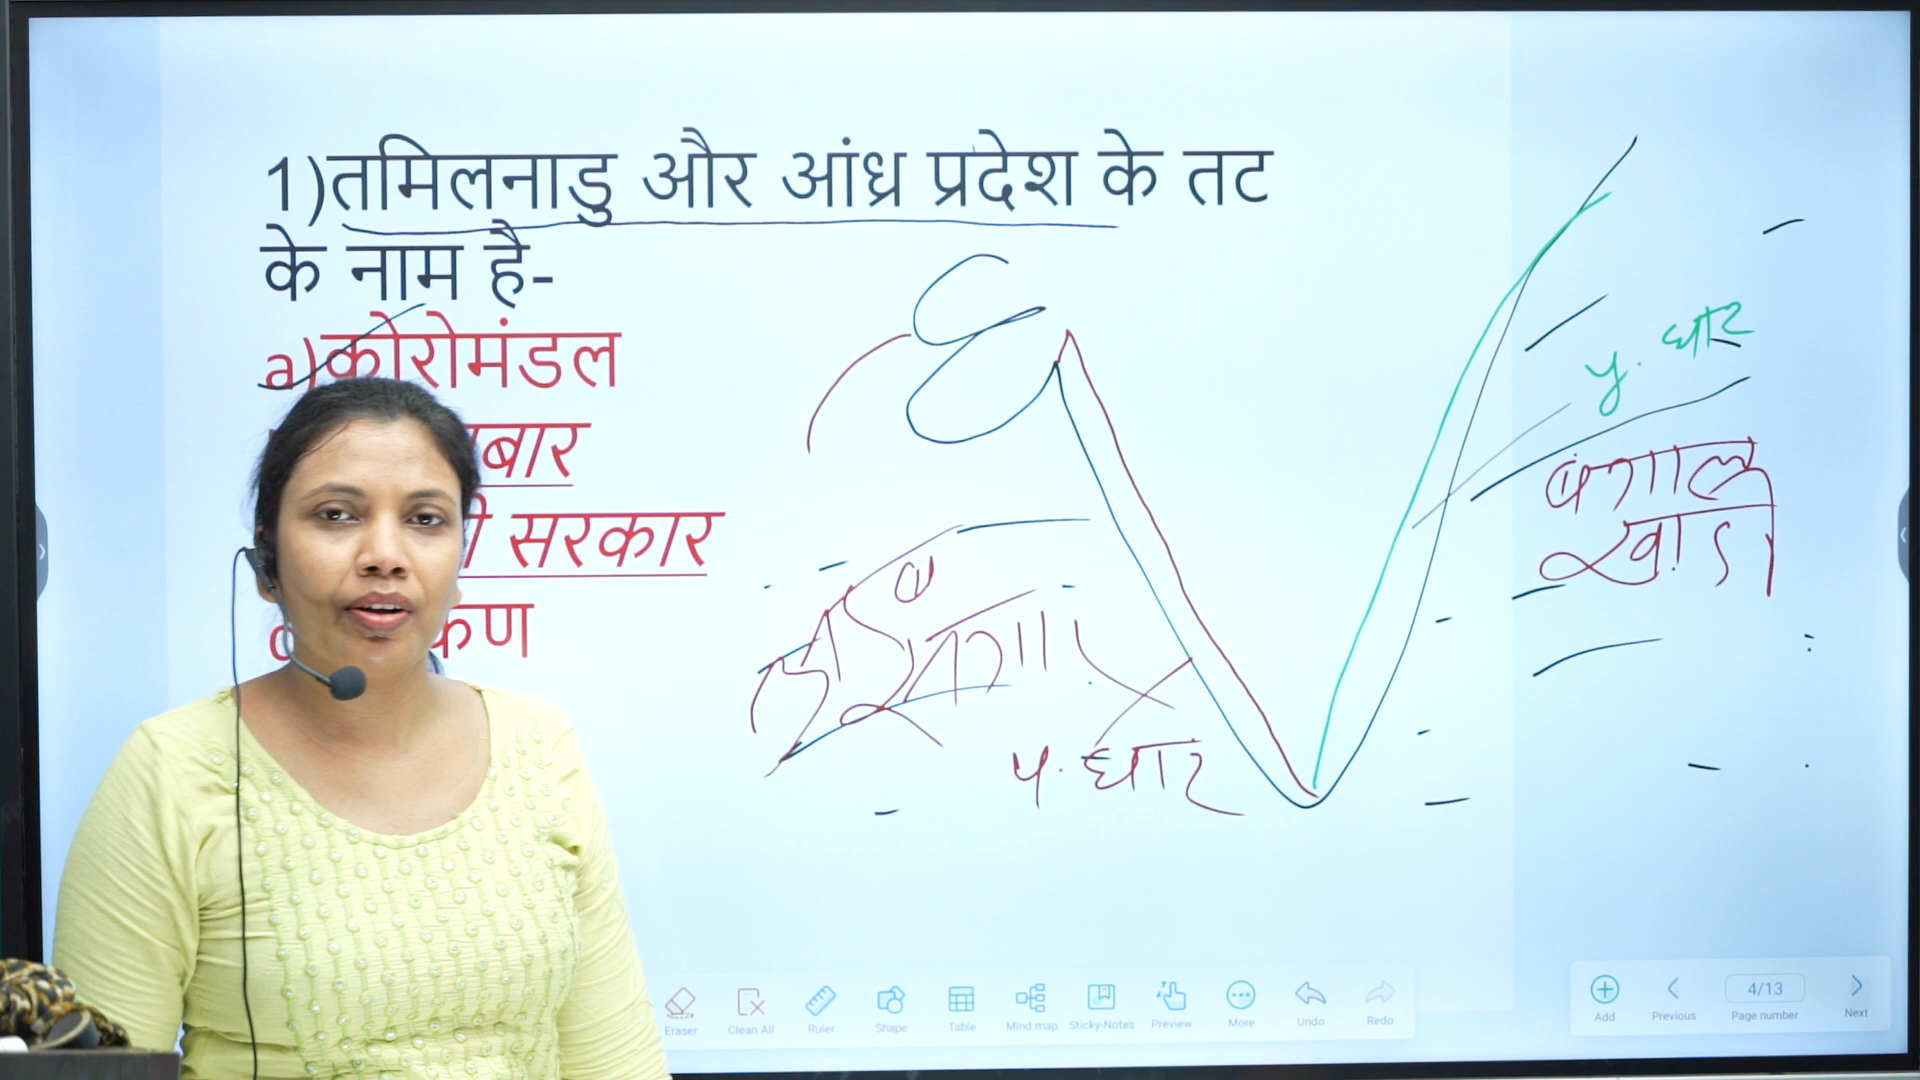 1)तमिलनाडु और आंध्र प्रदेश के तट
के नाम है-
a)कोरोमंडल
बार
सरकार
कण
y. घाट
बंगाल
खाड़ी
प. घाट
Eraser
Clean All
Ruler
Shape
Table
Mind map
Sticky-Notes
Preview
More
Undo
Redo
Add
Previous
4/13
Page number
Next